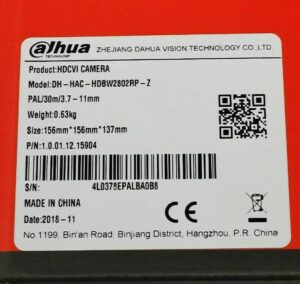 alhua ZHEJIANG DAHUA VISION TECHNOLOGY CO.,LTD.
TECHNOLOGY
Product:HDCVI CAMERA
Model:DH-HAC-HDBW2802RP-Z
PAL/30m/3.7-11mm
Weight:0.63kg
Size:156mm*156mm*137mm
P/N:1.0.01.12.15904
S/N: 4L0378EPALBA0B8
MADE IN CHINA
Date:2018-11
CE
No 1199, Bin'an Road. Binjiang District, Hangzhou. P.R. China